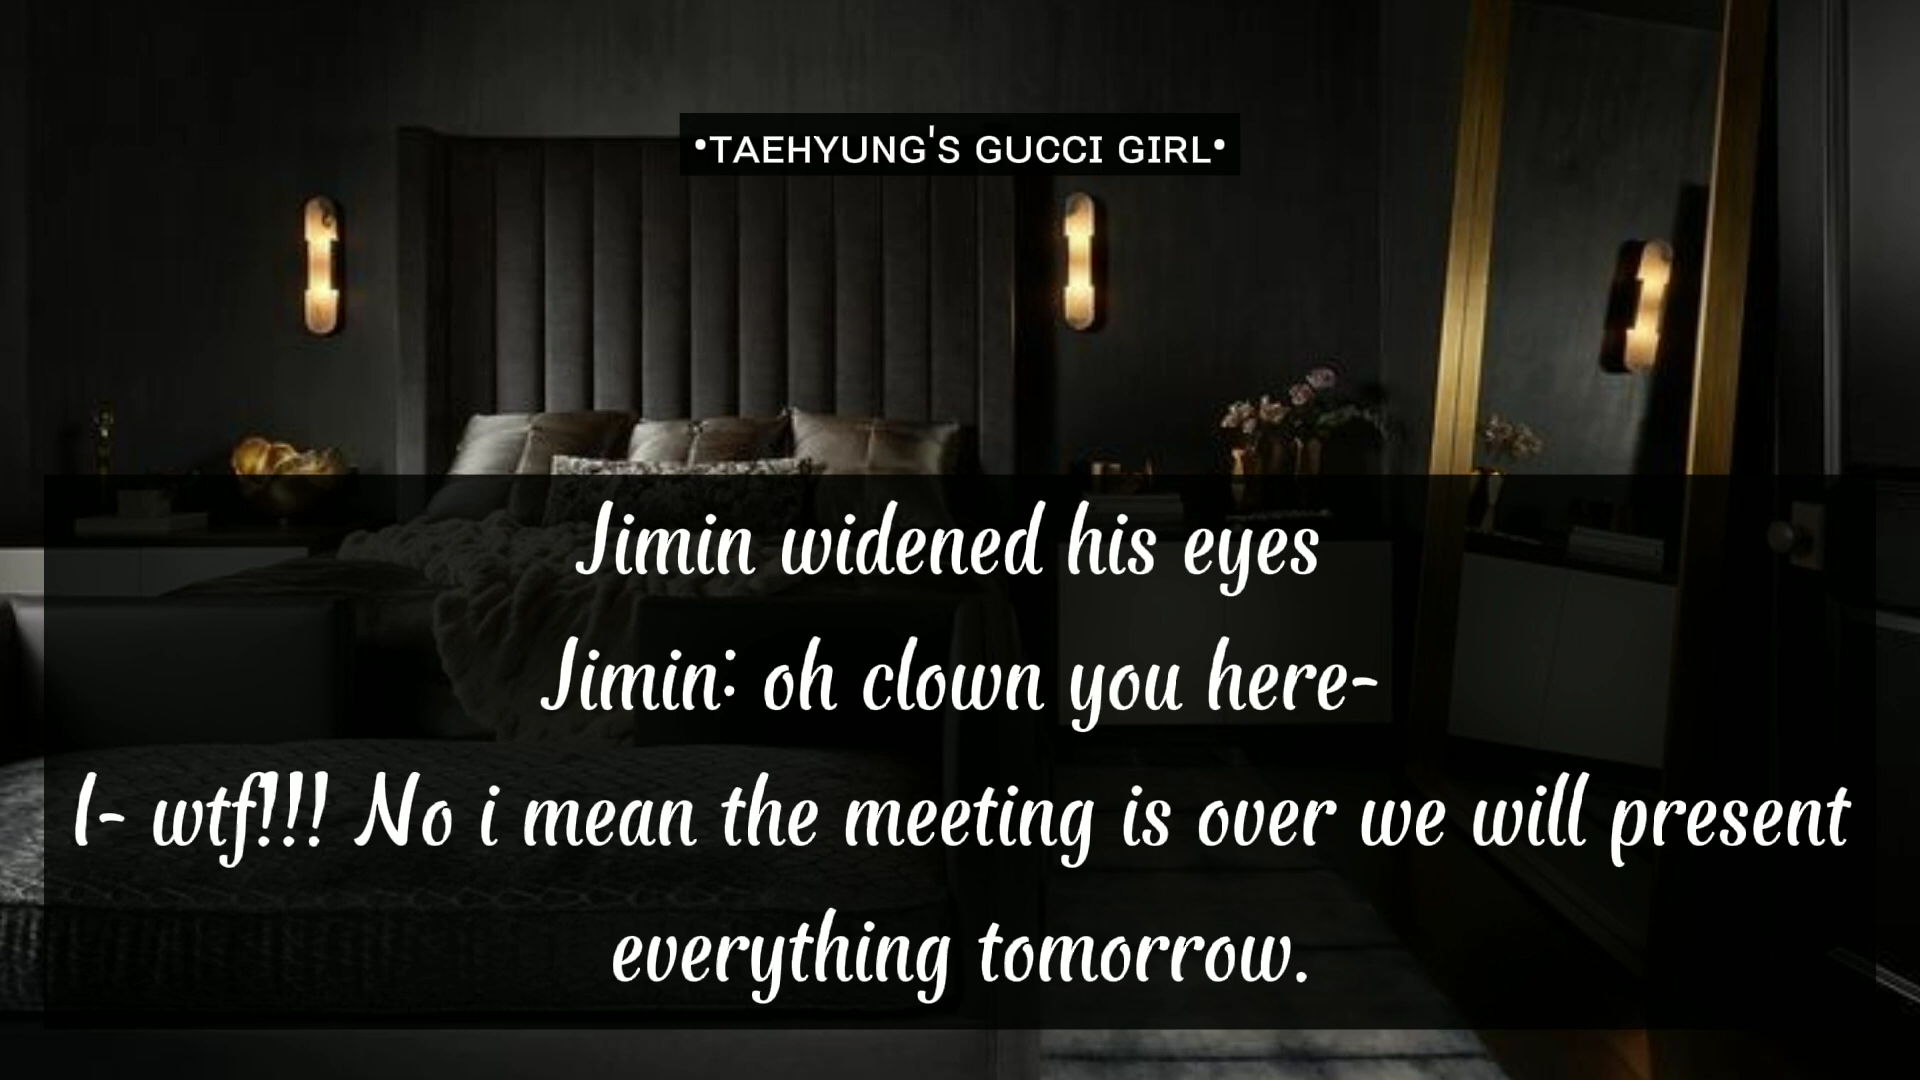 •TAEHYUNG'S GUCCI GIRL•
Jimin widened his eyes
Jimin: oh clown you here-
I- wtf!!! No i mean the meeting is over we will present
everything tomorrow.